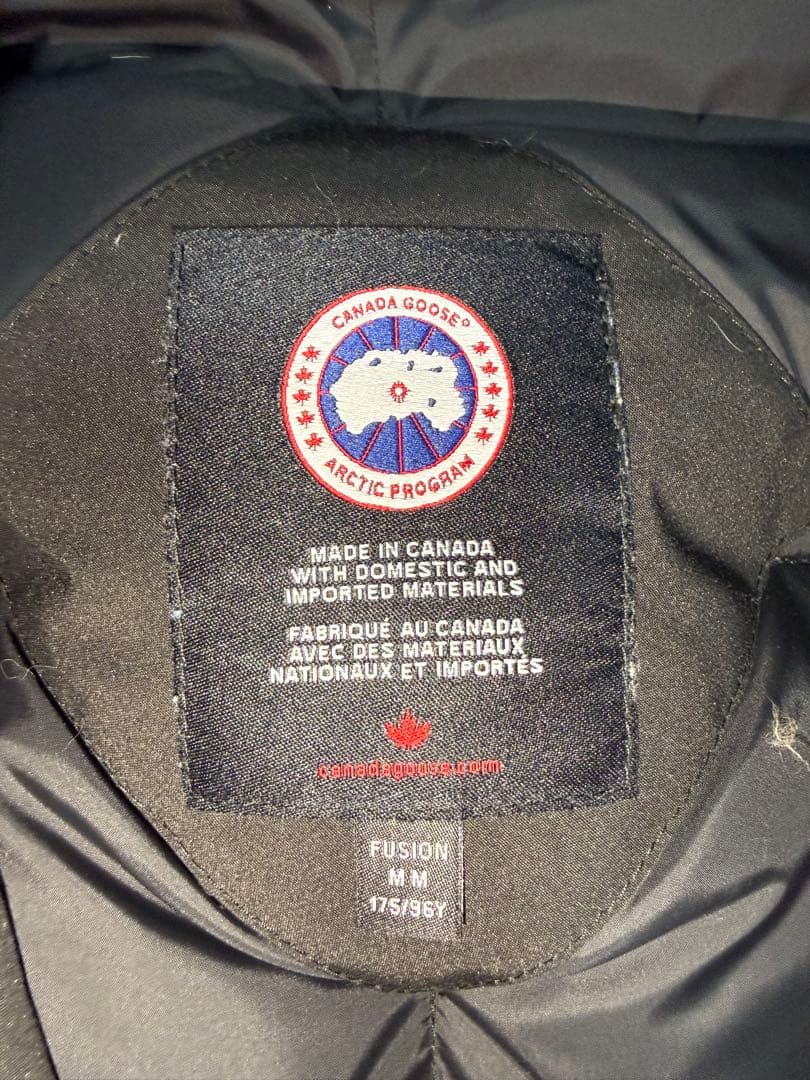 CANADA GOOSE®
ARCTIC PROGRAM
MADE IN CANADA
WITH DOMESTIC AND
IMPORTED MATERIALS
FABRIQUÉ AU CANADA
AVEC DES MATERIAUX
NATIONAUX ET IMPORTÉS
canadagoose.com
FUSION
M M
175/96Y